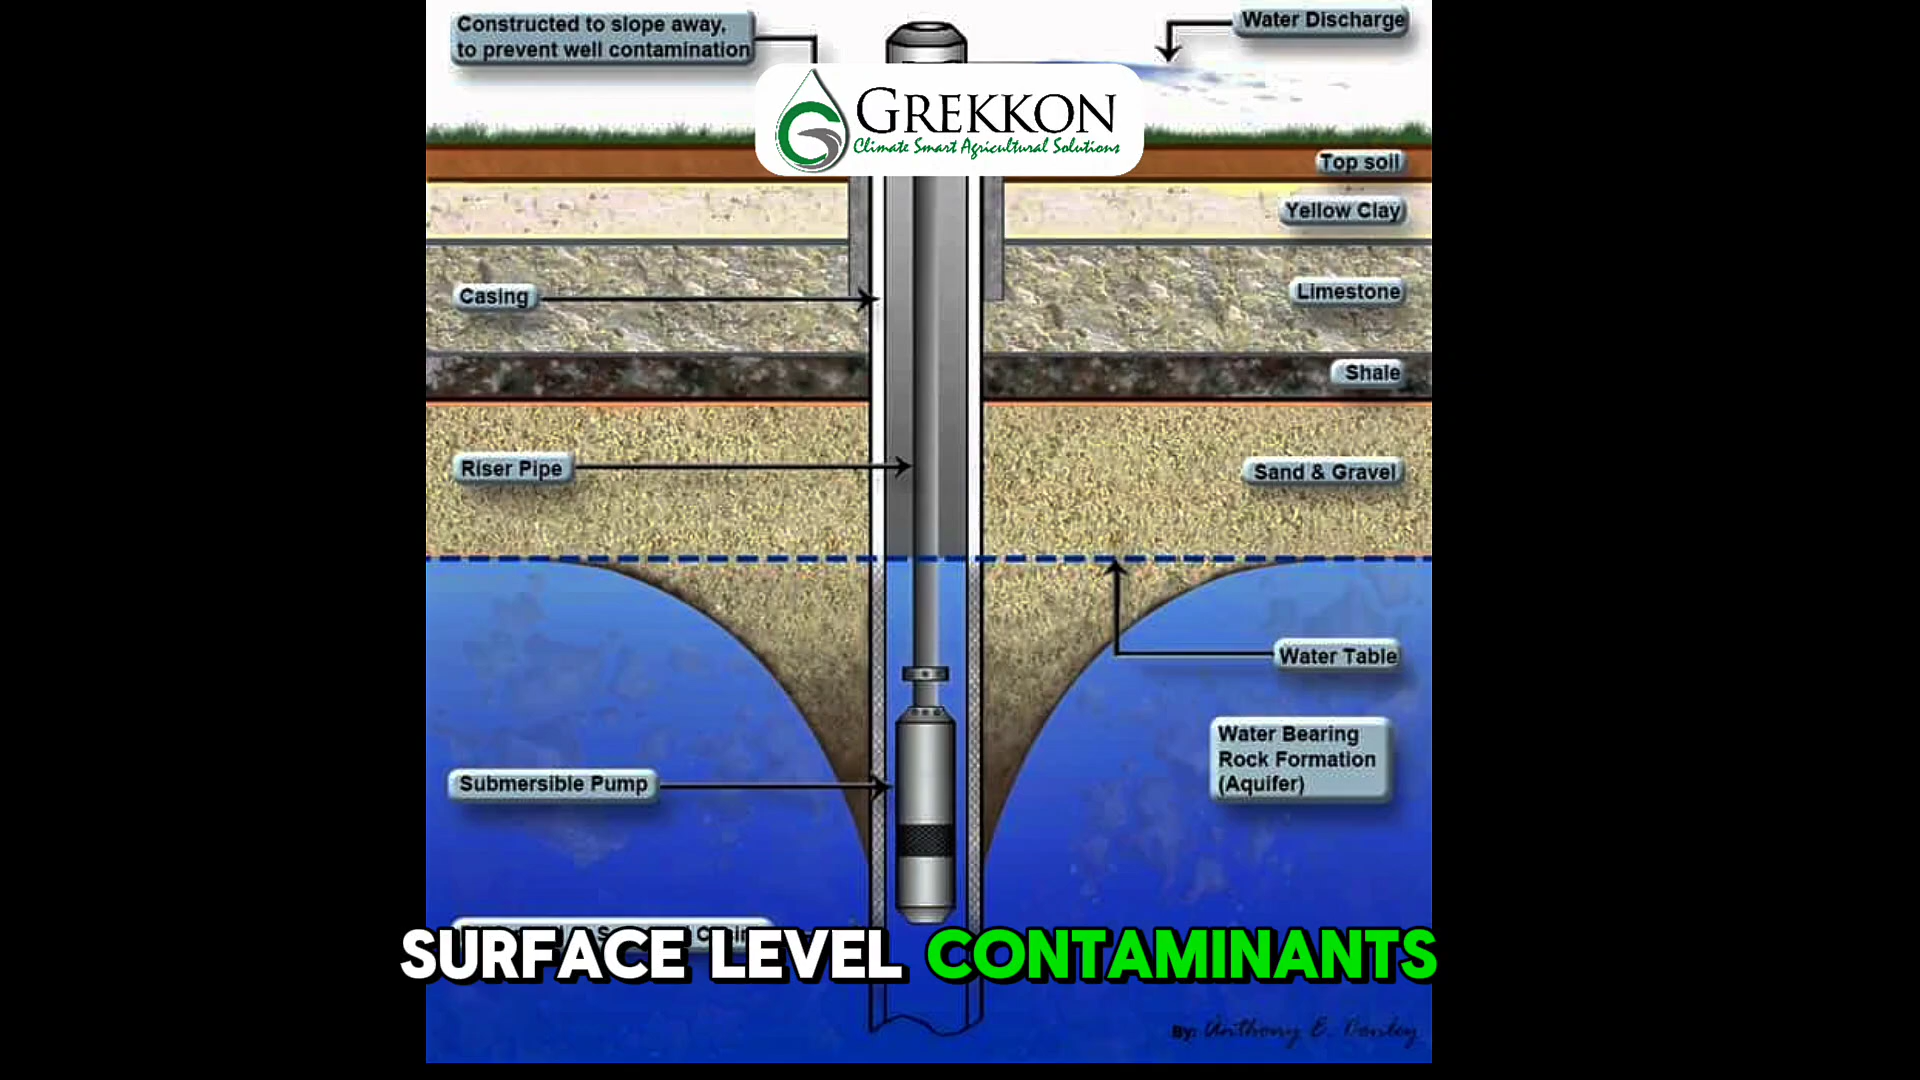 Constructed to slope away,
to prevent well contamination
Water Discharge
GREKKON
Climate Smart Agricultural Solutions
Top soil
Yellow Clay
Casing
Limestone
Shale
Riser Pipe
Sand & Gravel
Water Table
Water Bearing
Rock Formation
(Aquifer)
Submersible Pump
SURFACE LEVEL CONTAMINANTS
By: Anthony E.